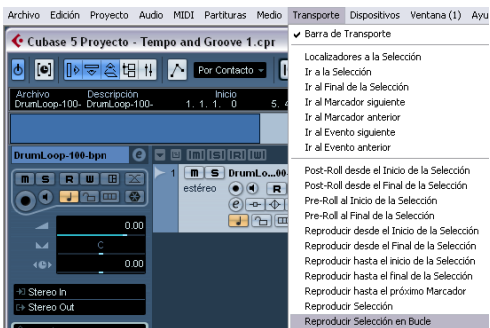 Archivo Edición Proyecto Audio MIDI Partituras Medio Transporte Dispositivos Ventana (1) Ayu
Cubase 5 Proyecto - Tempo and Groove 1.cpr
Por Contacto
Archivo Descripción Inicio
DrumLoop-100- DrumLoop-100- 1. 1. 1. 0 5. 4
DrumLoop-100-bpn
m S R W
0.00
C
0.00
Stereo In
Stereo Out
[m] [S] [R] [W]
1 m S DrumLo...00-
estéreo R
Barra de Transporte
Localizadores a la Selección
Ir a la Selección
Ir al Final de la Selección
Ir al Marcador siguiente
Ir al Marcador anterior
Ir al Evento siguiente
Ir al Evento anterior
Post-Roll desde el Inicio de la Selección
Post-Roll desde el Final de la Selección
Pre-Roll al Inicio de la Selección
Pre-Roll al Final de la Selección
Reproducir desde el Inicio de la Selección
Reproducir desde el Final de la Selección
Reproducir hasta el inicio de la Selección
Reproducir hasta el final de la Selección
Reproducir hasta el próximo Marcador
Reproducir Selección
Reproducir Selección en Bucle